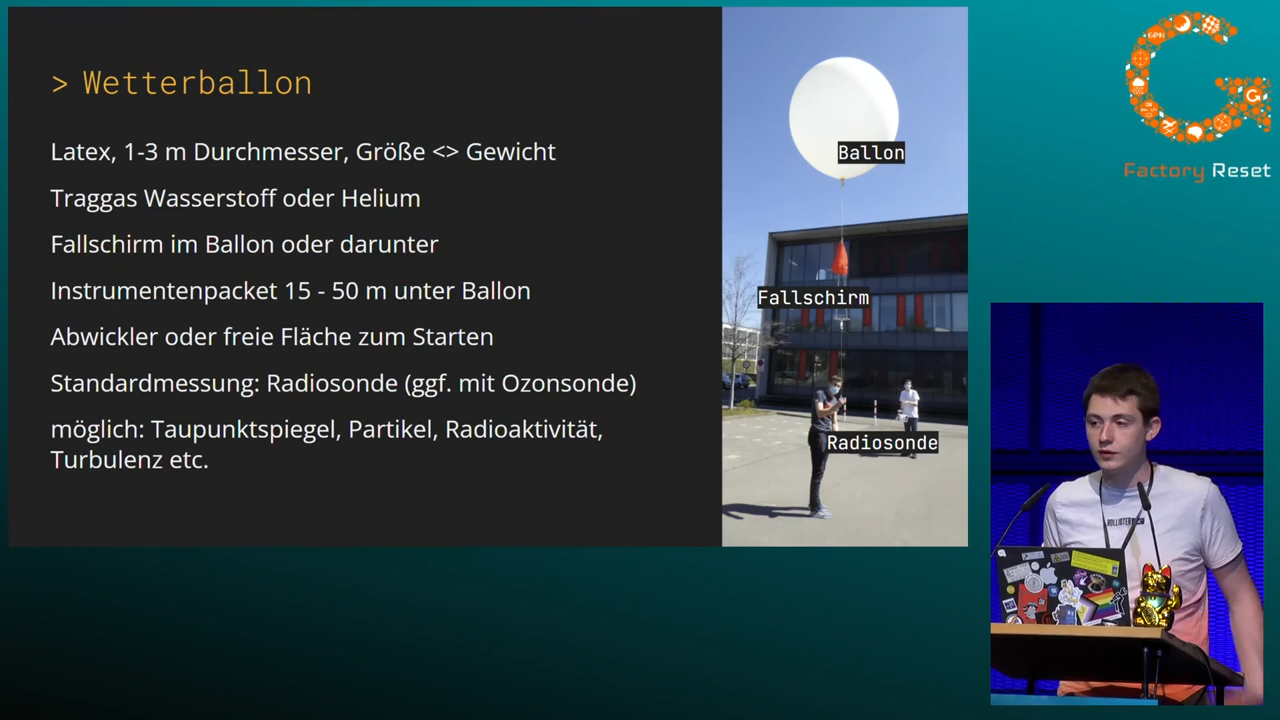 > Wetterballon
Latex, 1-3 m Durchmesser, Größe <> Gewicht
Traggas Wasserstoff oder Helium
Fallschirm im Ballon oder darunter
Instrumentenpacket 15 - 50 m unter Ballon
Abwickler oder freie Fläche zum Starten
Standardmessung: Radiosonde (ggf. mit Ozonsonde)
möglich: Taupunktspiegel, Partikel, Radioaktivität,
Turbulenz etc.
Ballon
Fallschirm
Radiosonde
GPN
Factory Reset
HOLLISTER